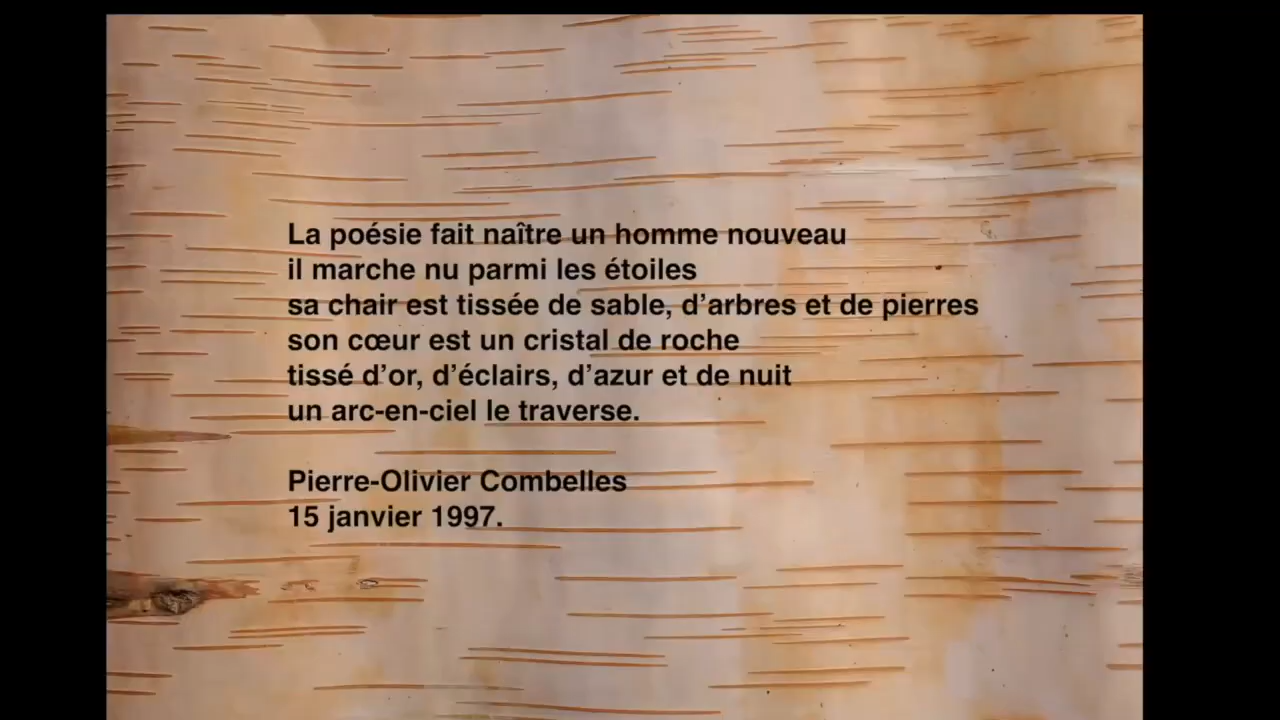 La poésie fait naître un homme nouveau
il marche nu parmi les étoiles
sa chair est tissée de sable, d’arbres et de pierres
son cœur est un cristal de roche
tissé d’or, d’éclairs, d’azur et de nuit
un arc-en-ciel le traverse.
Pierre-Olivier Combelles
15 janvier 1997.